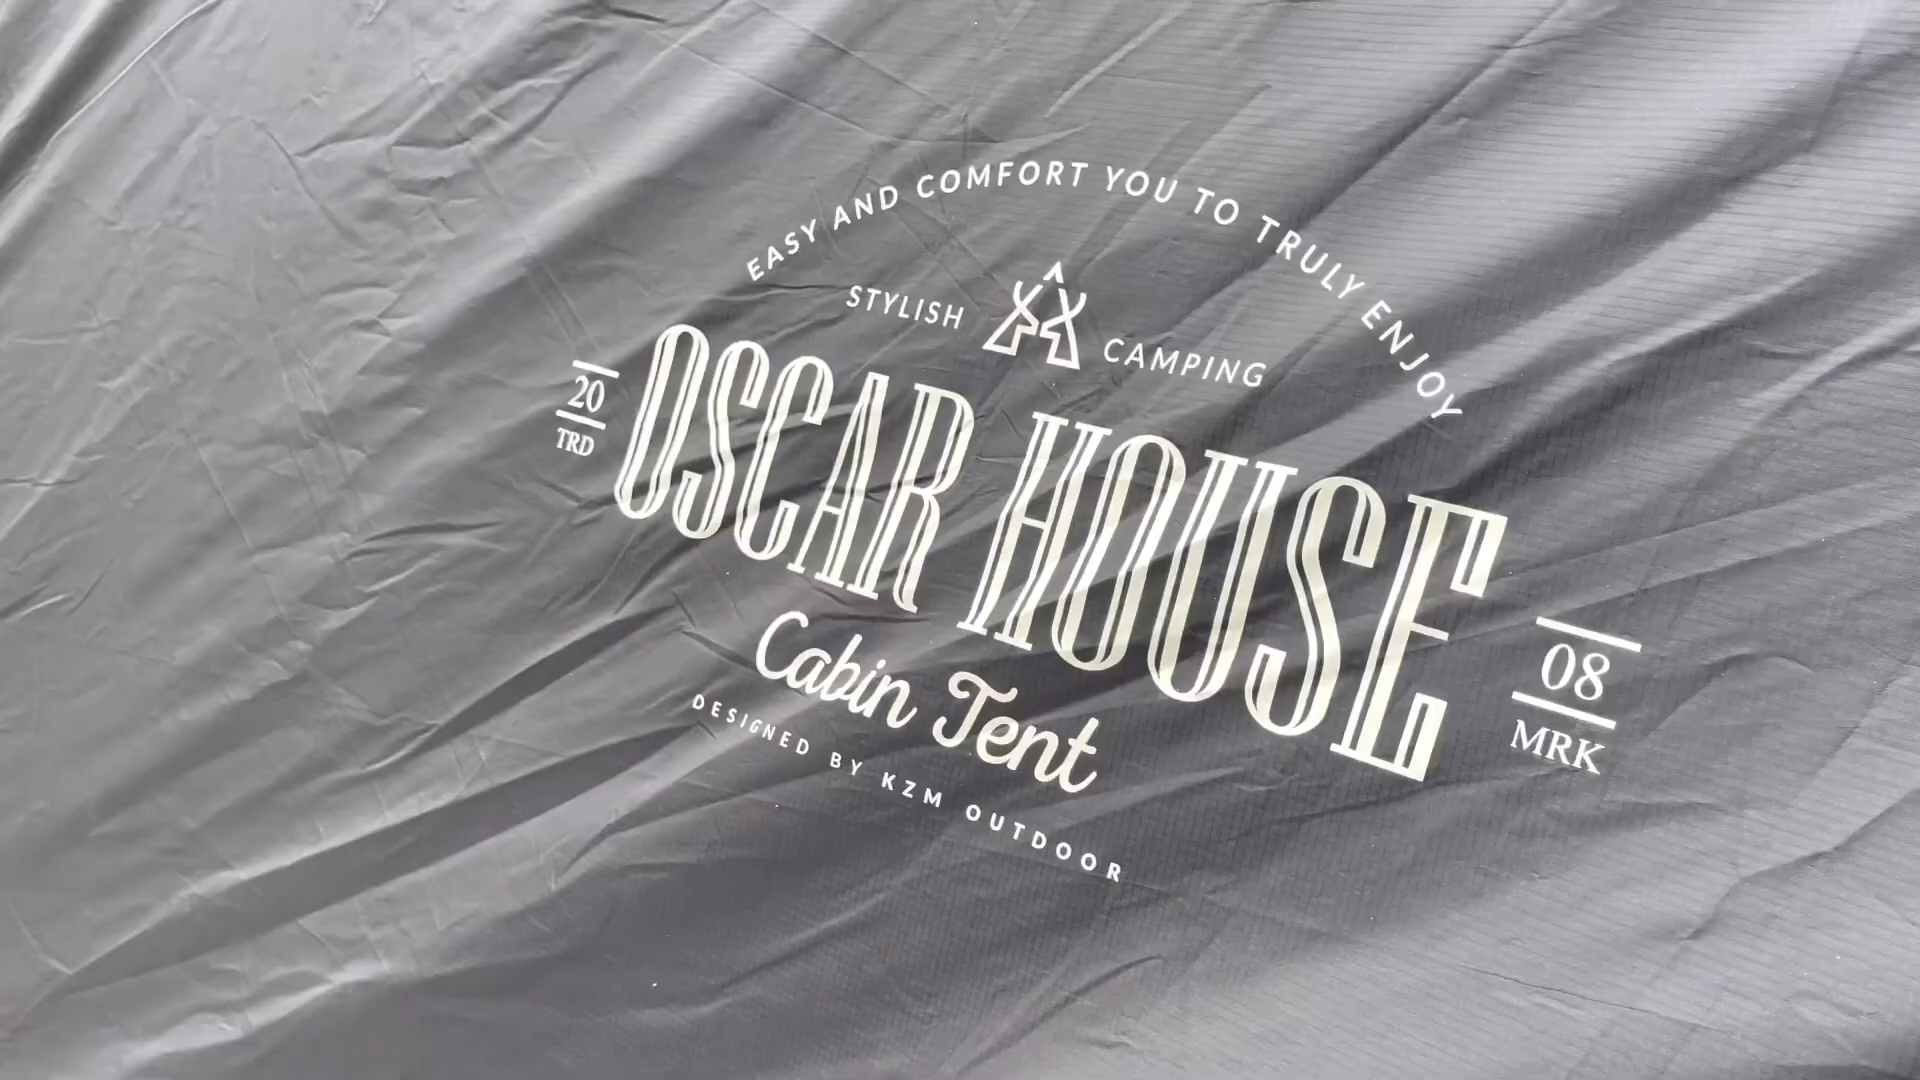 EASY AND COMFORT YOU TO TRULY ENJOY
STYLISH CAMPING
20
TRD
OSCAR HOUSE
08
MRK
Cabin Tent
DESIGNED BY KZM OUTDOOR